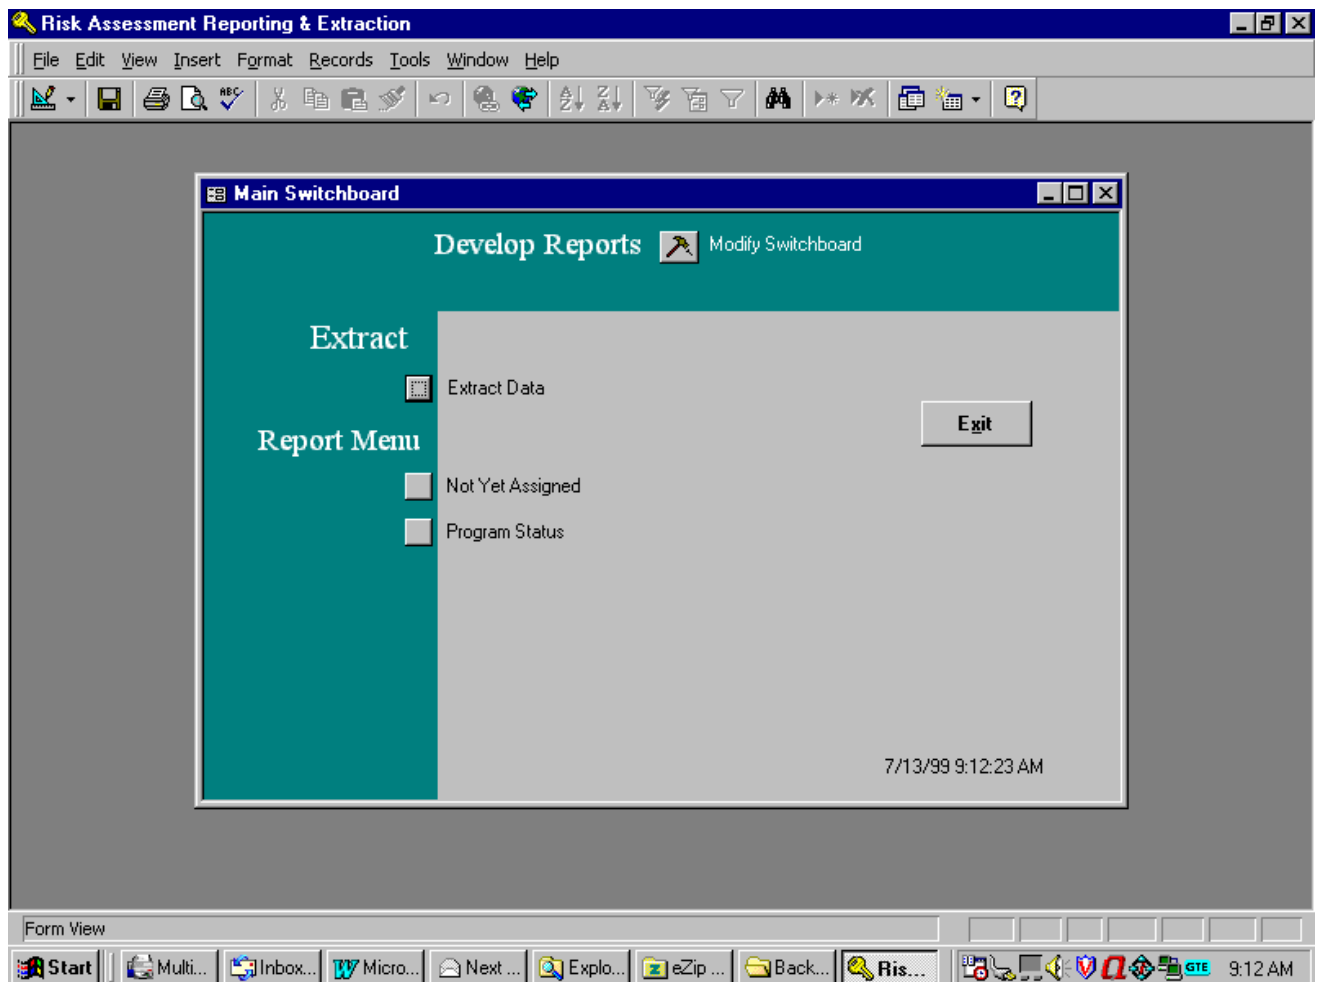 Risk Assessment Reporting & Extraction
File Edit View Insert Format Records Tools Window Help
ABC
Main Switchboard
Develop Reports Modify Switchboard
Extract
Extract Data
Exit
Report Menu
Not Yet Assigned
Program Status
7/13/99 9:12:23 AM
Form View
Start Multi... Inbox... Micro... Next ... Explo... eZip ... Back... Ris... GTE 9:12 AM